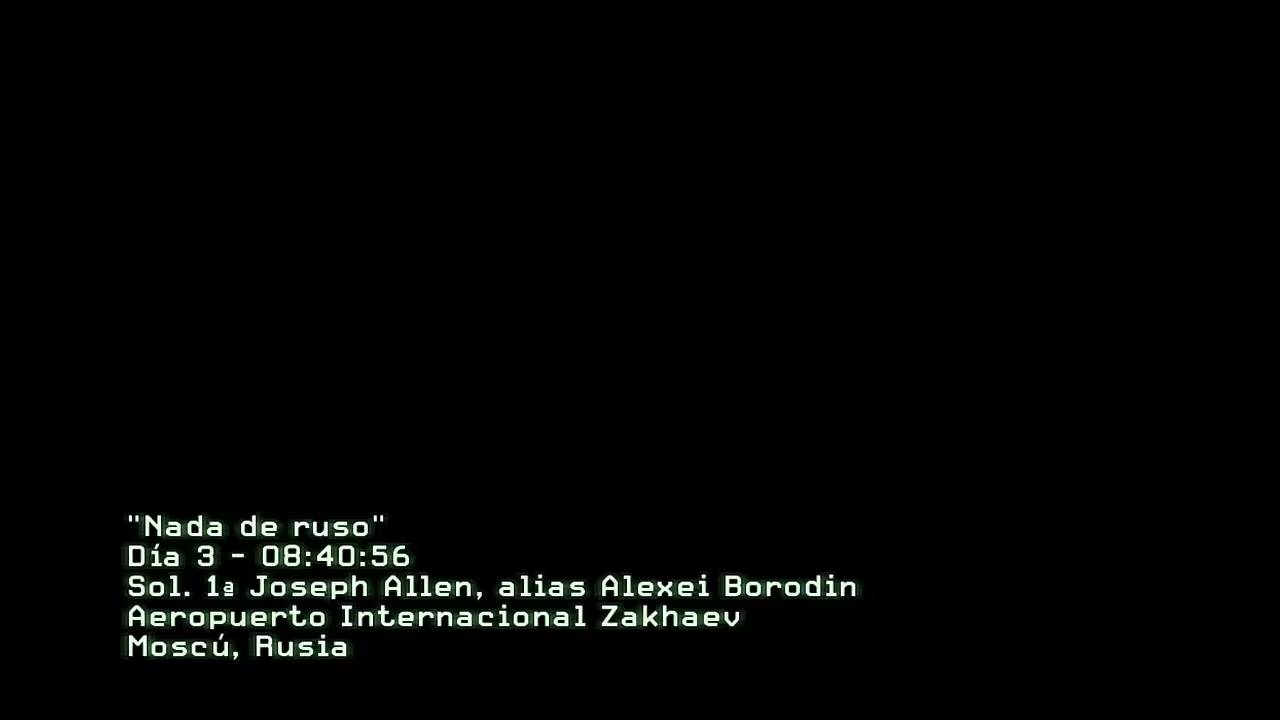 "Nada de ruso"
Día 3 - 08:40:56
Sol. 1ª Joseph Allen, alias Alexei Borodin
Aeropuerto Internacional Zakhaev
Moscú, Rusia